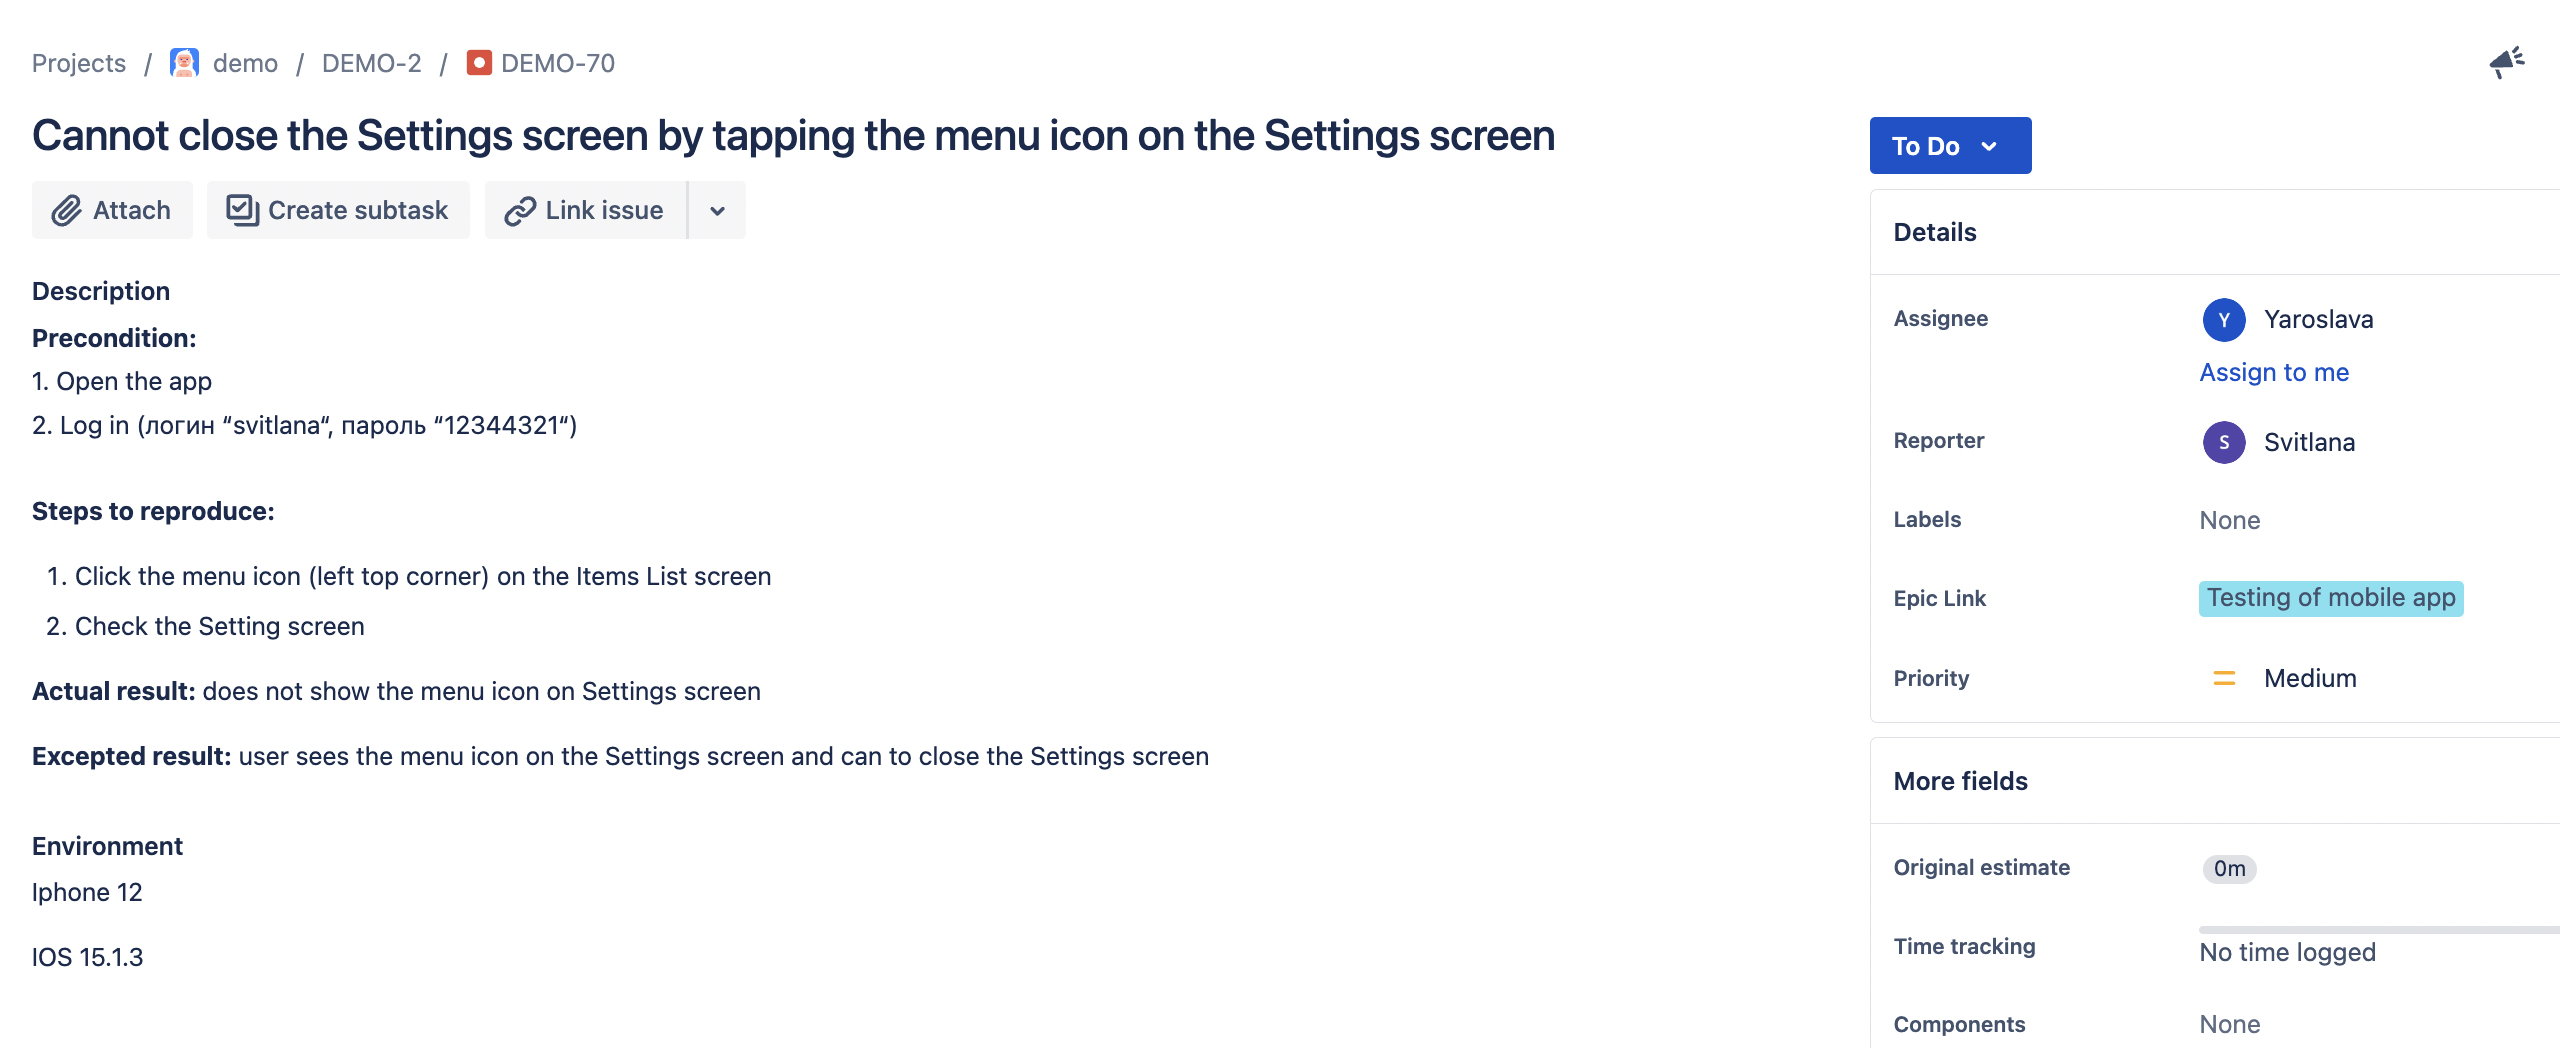 Projects / demo / DEMO-2 / DEMO-70
Cannot close the Settings screen by tapping the menu icon on the Settings screen
Attach Create subtask Link issue
Description
Precondition:
1. Open the app
2. Log in (логин “svitlana“, пароль “12344321“)
Steps to reproduce:
1. Click the menu icon (left top corner) on the Items List screen
2. Check the Setting screen
Actual result: does not show the menu icon on Settings screen
Excepted result: user sees the menu icon on the Settings screen and can to close the Settings screen
Environment
Iphone 12
IOS 15.1.3
To Do
Details
Assignee Y Yaroslava
Assign to me
Reporter S Svitlana
Labels None
Epic Link Testing of mobile app
Priority Medium
More fields
Original estimate 0m
Time tracking No time logged
Components None